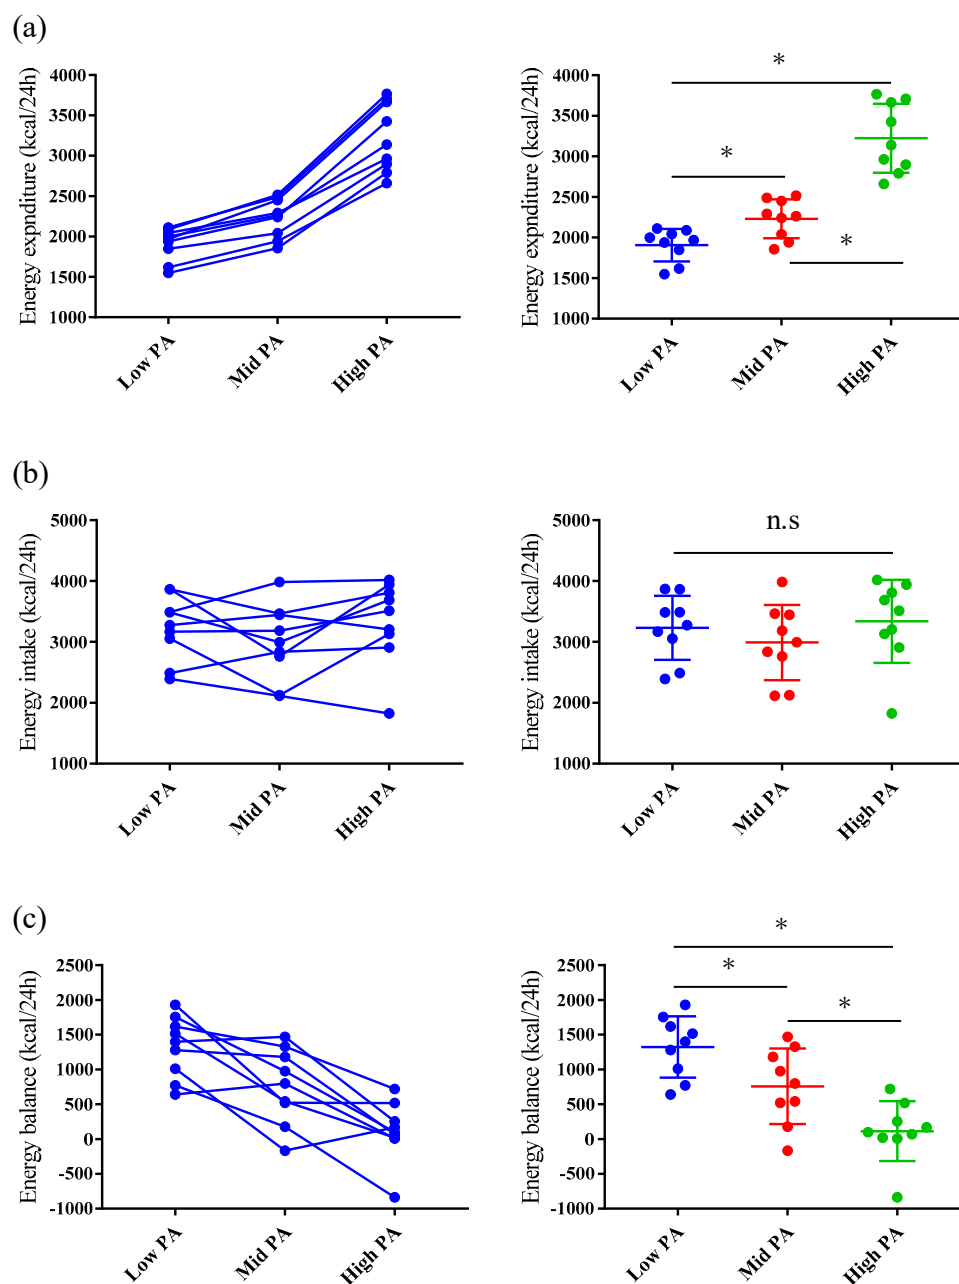 (a)
Energy expnditure (kcal/24h)
4000
3500
3000
2500
2000
1500
1000
Low PA
Mid PA
High PA
Energy expnditure (kcal/24h)
4000
3500
3000
2500
2000
1500
1000
*
*
*
Low PA
Mid PA
High PA
(b)
Energy intake (kcal/24h)
5000
4000
3000
2000
1000
Low PA
Mid PA
High PA
Energy intake (kcal/24h)
5000
4000
3000
2000
1000
n.s
Low PA
Mid PA
High PA
(c)
Energy balance (kcal/24h)
2500
2000
1500
1000
500
0
-500
-1000
Low PA
Mid PA
High PA
Energy balance (kcal/24h)
2500
2000
1500
1000
500
0
-500
-1000
*
*
*
Low PA
Mid PA
High PA